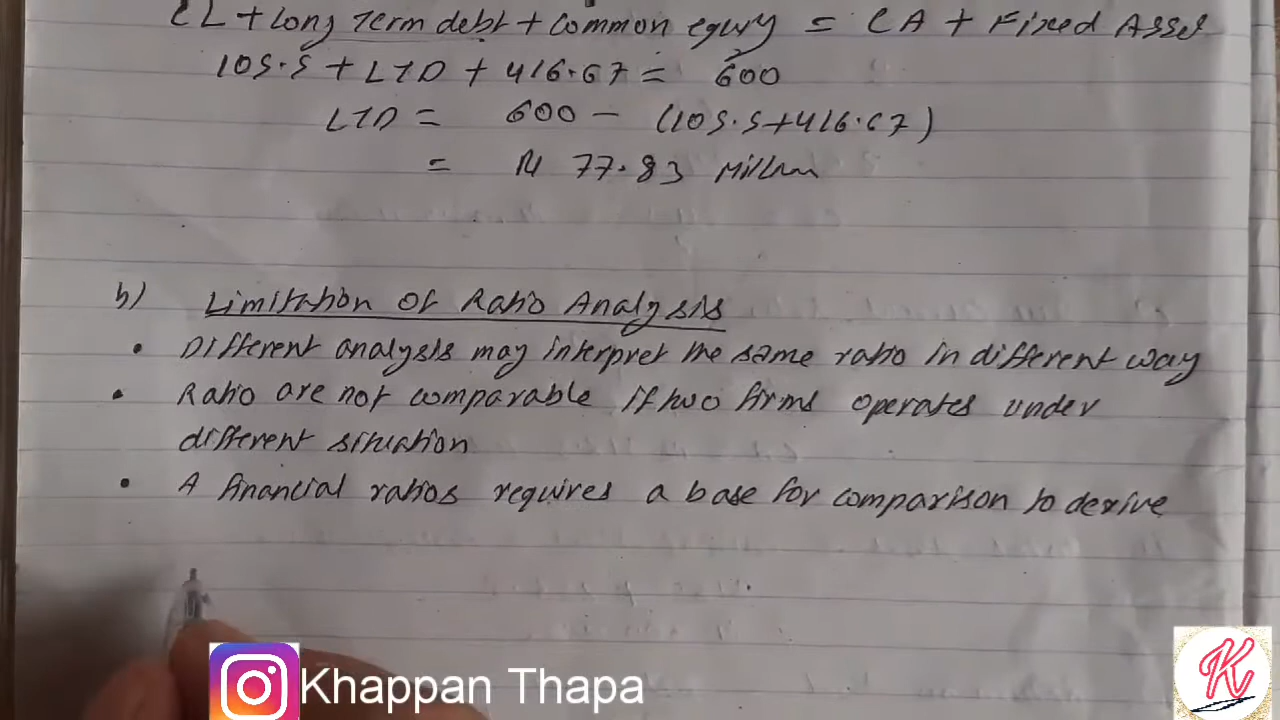 CL + Long Term debt + Common equiy = CA + Fixed Asset
105.5 + LTD + 416.67 = 600
LTD = 600 - (105.5+416.67)
= Rs 77.83 Million
b) Limitation Of Ratio Analysis
• Different analysis may interpret the same ratio in different way
• Ratio are not comparable if two firms operates under
different situation
• A financial ratios requires a base for comparison to derive
Khappan Thapa
K